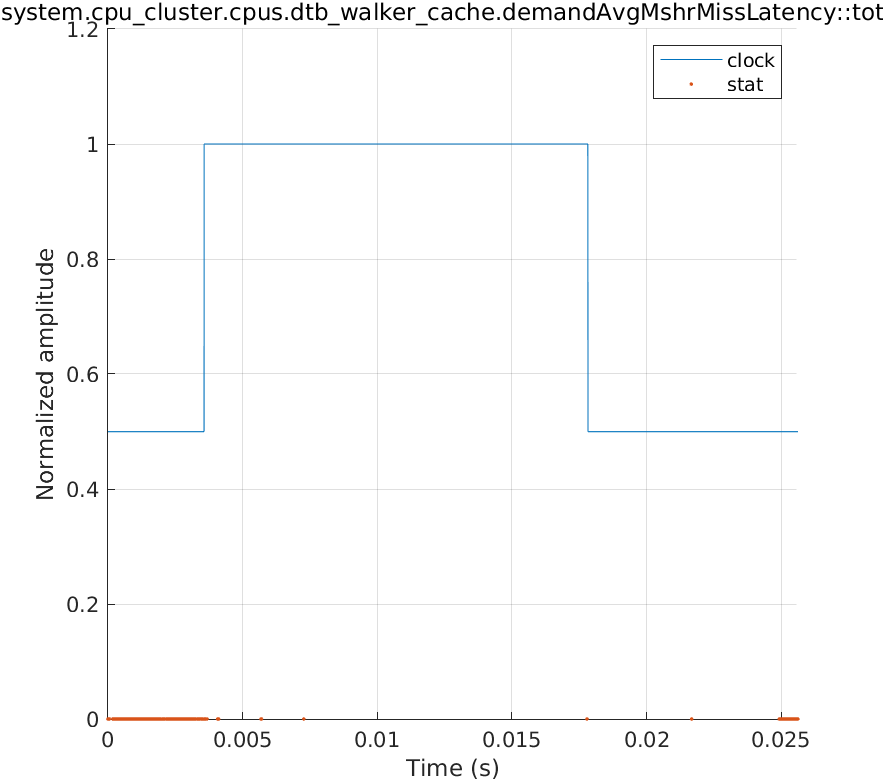 system.cpu_cluster.cpus.dtb_walker_cache.demandAvgMshrMissLatency::tot
1.2
clock
stat
1
0.8
Normalized amplitude
0.6
0.4
0.2
0
0 0.005 0.01 0.015 0.02 0.025
Time (s)